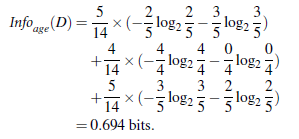 Info_age(D) = 5/14 × (−2/5 log₂ 2/5 − 3/5 log₂ 3/5)
+ 4/14 × (−4/4 log₂ 4/4 − 0/4 log₂ 0/4)
+ 5/14 × (−3/5 log₂ 3/5 − 2/5 log₂ 2/5)
= 0.694 bits.